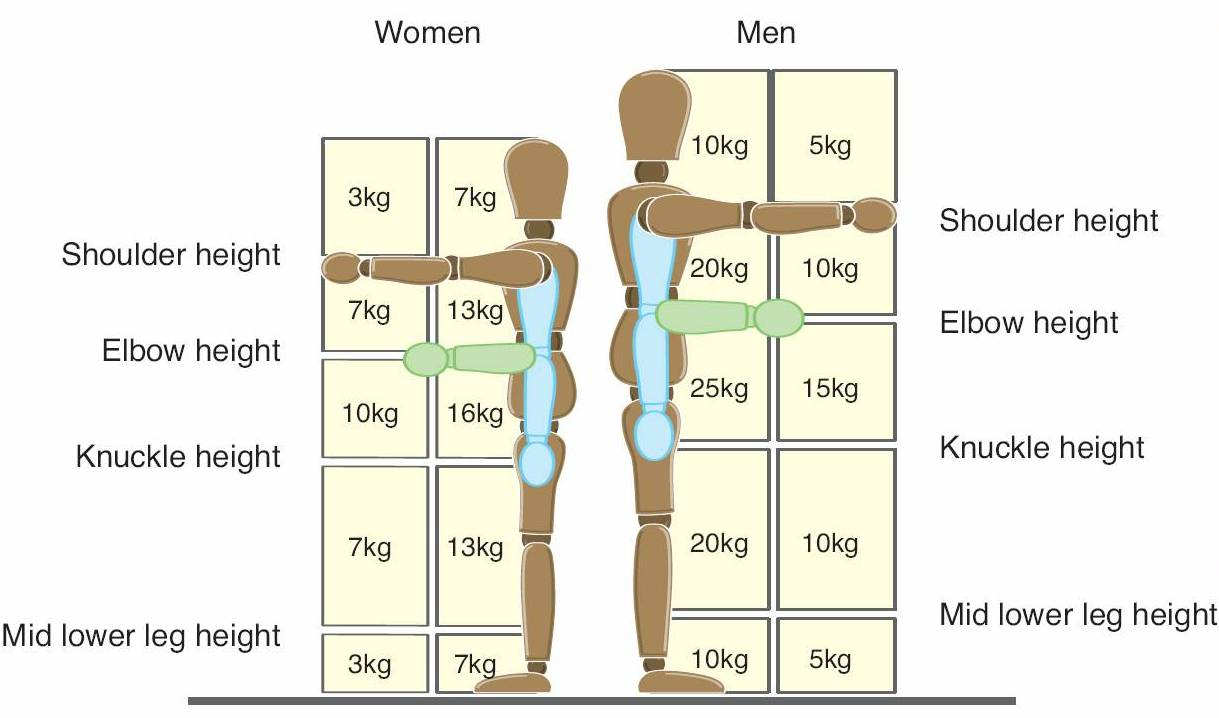 Women
Men
10kg
5kg
3kg
7kg
Shoulder height
Shoulder height
20kg
10kg
7kg
13kg
Elbow height
Elbow height
25kg
15kg
10kg
16kg
Knuckle height
Knuckle height
7kg
13kg
20kg
10kg
Mid lower leg height
Mid lower leg height
3kg
7kg
10kg
5kg